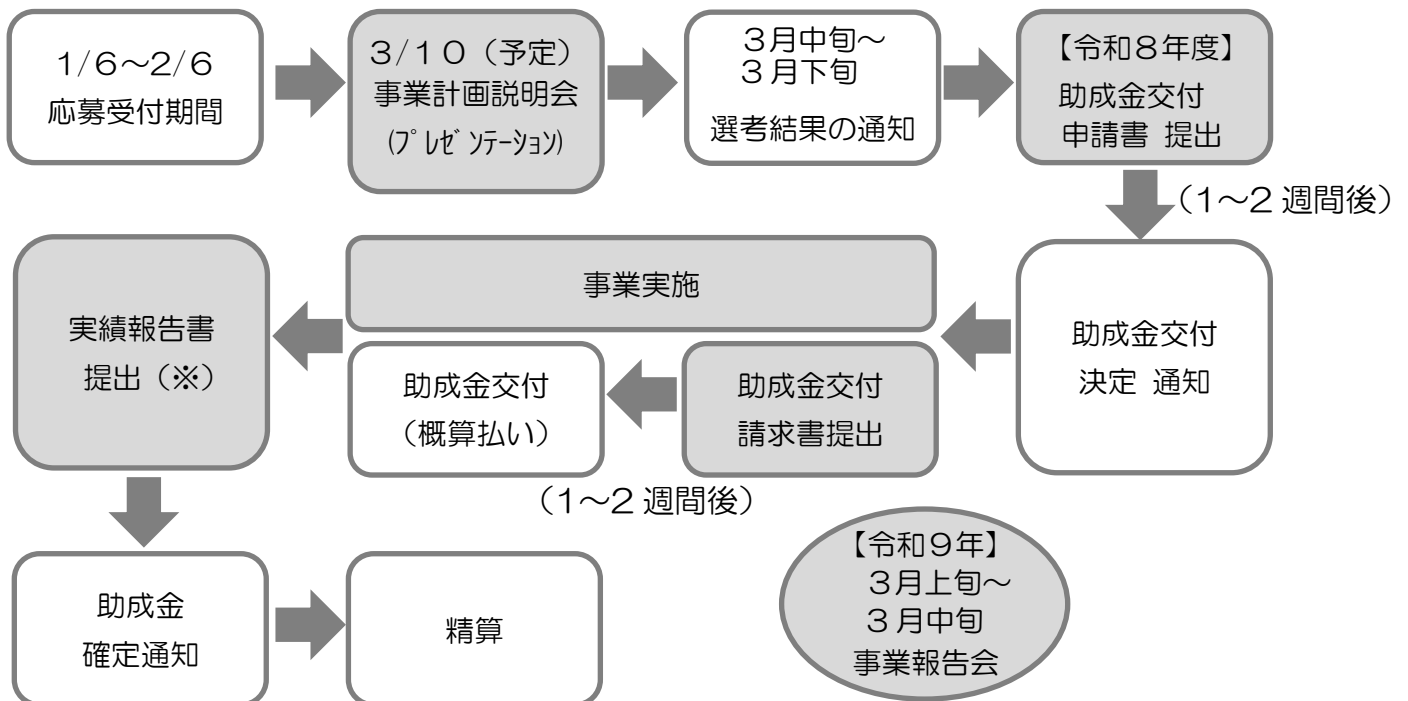 1/6～2/6
応募受付期間
3/10（予定）
事業計画説明会
(ﾌﾟﾚｾﾞﾝﾃｰｼｮﾝ)
3月中旬～
3月下旬
選考結果の通知
【令和8年度】
助成金交付
申請書 提出
（1～2 週間後）
助成金交付
決定 通知
事業実施
助成金交付
請求書提出
助成金交付
（概算払い）
（1～2 週間後）
実績報告書
提出（※）
助成金
確定通知
精算
【令和9年】
3月上旬～
3月中旬
事業報告会